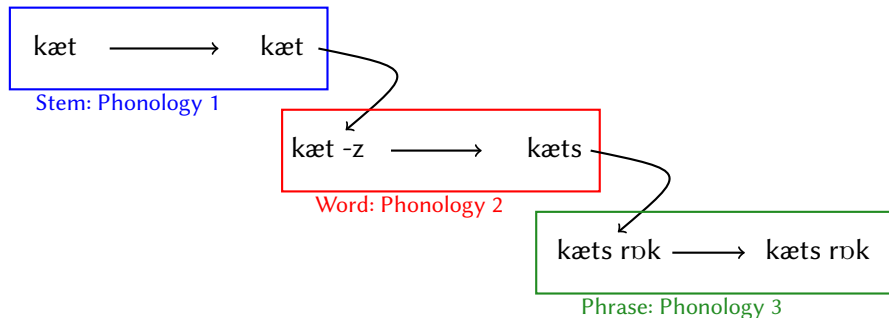 kæt kæt
Stem: Phonology 1
kæt -z kæts
Word: Phonology 2
kæts rɒk kæts rɒk
Phrase: Phonology 3